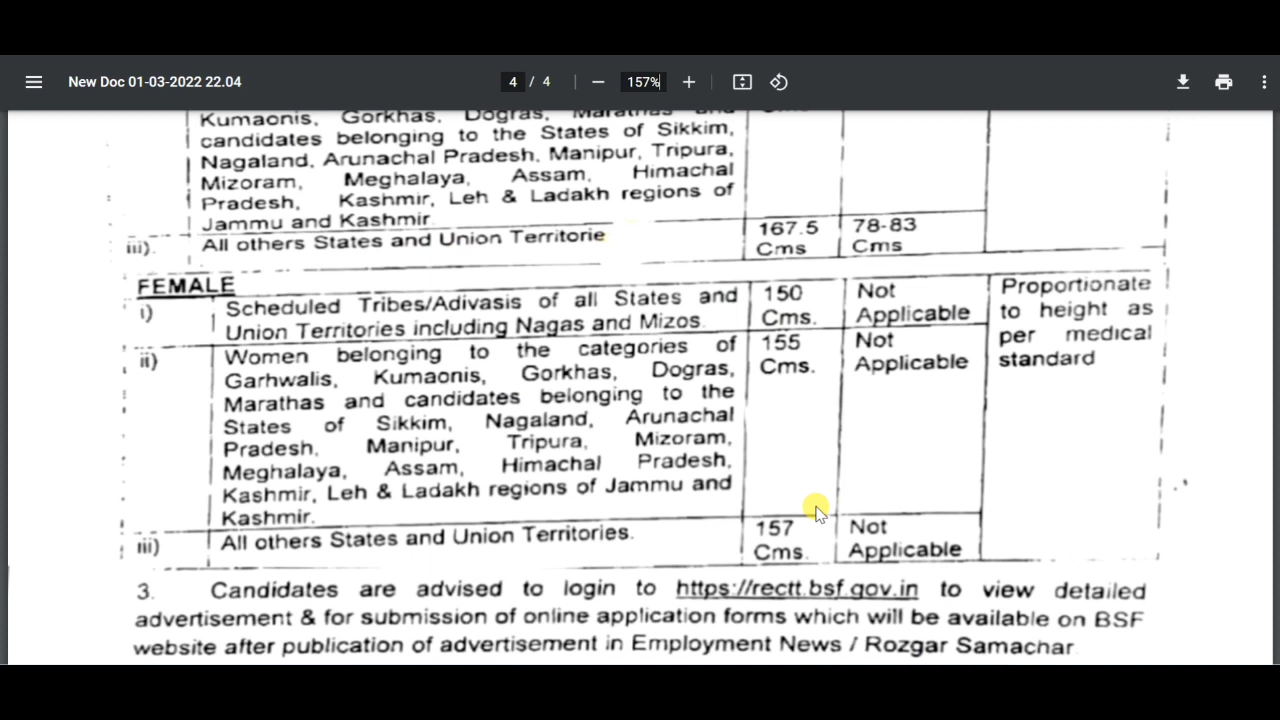 New Doc 01-03-2022 22.04
4 / 4
157%
Kumaonis, Gorkhas, Dogras, Marathas and
candidates belonging to the States of Sikkim,
Nagaland, Arunachal Pradesh, Manipur, Tripura,
Mizoram, Meghalaya, Assam, Himachal
Pradesh, Kashmir, Leh & Ladakh regions of
Jammu and Kashmir.
iii). All others States and Union Territorie 167.5 78-83
Cms Cms
FEMALE
i) Scheduled Tribes/Adivasis of all States and 150 Not Proportionate
Union Territories including Nagas and Mizos. Cms. Applicable to height as
ii) Women belonging to the categories of 155 Not per medical
Garhwalis, Kumaonis, Gorkhas, Dogras, Cms. Applicable standard
Marathas and candidates belonging to the
States of Sikkim, Nagaland, Arunachal
Pradesh, Manipur, Tripura, Mizoram,
Meghalaya, Assam, Himachal Pradesh,
Kashmir, Leh & Ladakh regions of Jammu and
Kashmir.
iii) All others States and Union Territories. 157 Not
Cms. Applicable
3. Candidates are advised to login to https://rectt.bsf.gov.in to view detailed
advertisement & for submission of online application forms which will be available on BSF
website after publication of advertisement in Employment News / Rozgar Samachar